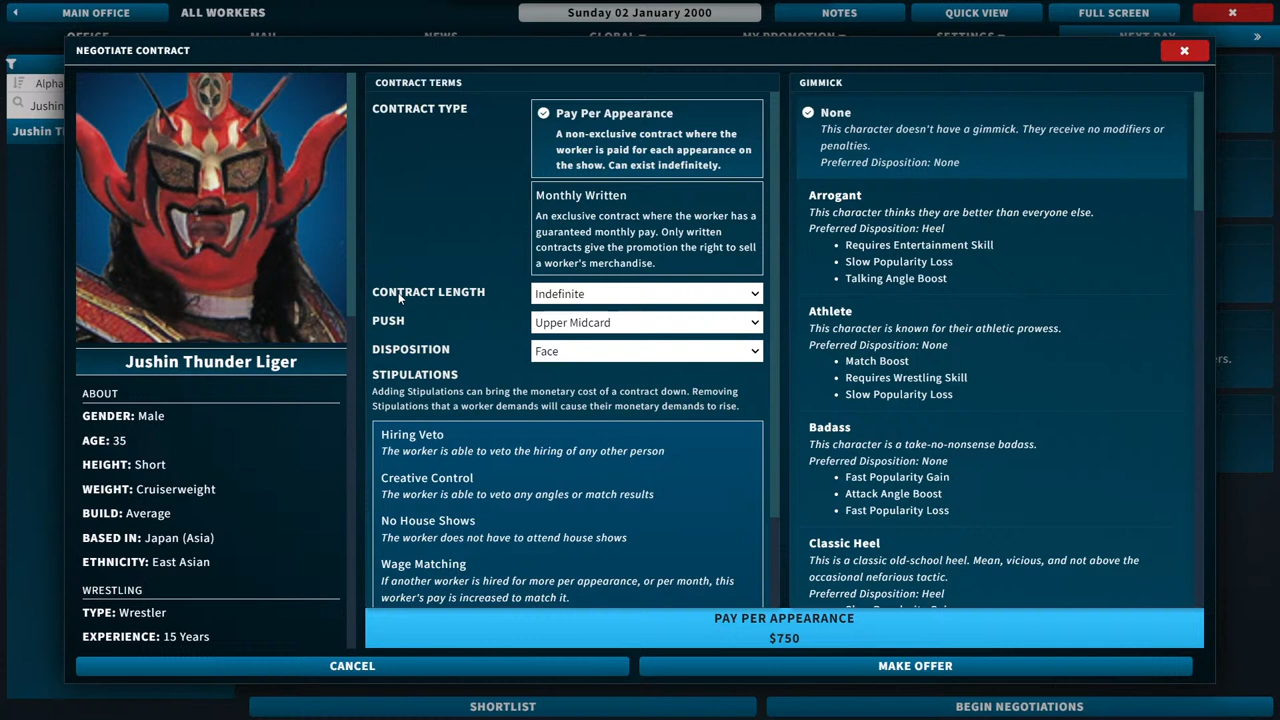 MAIN OFFICE
ALL WORKERS
Sunday 02 January 2000
NOTES
QUICK VIEW
FULL SCREEN
NEGOTIATE CONTRACT
Alpha
Jushin
Jushin T
Jushin Thunder Liger
ABOUT
GENDER: Male
AGE: 35
HEIGHT: Short
WEIGHT: Cruiserweight
BUILD: Average
BASED IN: Japan (Asia)
ETHNICITY: East Asian
WRESTLING
TYPE: Wrestler
EXPERIENCE: 15 Years
CONTRACT TERMS
CONTRACT TYPE
Pay Per Appearance
A non-exclusive contract where the
worker is paid for each appearance on
the show. Can exist indefinitely.
Monthly Written
An exclusive contract where the worker has a
guaranteed monthly pay. Only written
contracts give the promotion the right to sell
a worker's merchandise.
CONTRACT LENGTH
Indefinite
PUSH
Upper Midcard
DISPOSITION
Face
STIPULATIONS
Adding Stipulations can bring the monetary cost of a contract down. Removing
Stipulations that a worker demands will cause their monetary demands to rise.
Hiring Veto
The worker is able to veto the hiring of any other person
Creative Control
The worker is able to veto any angles or match results
No House Shows
The worker does not have to attend house shows
Wage Matching
If another worker is hired for more per appearance, or per month, this
worker's pay is increased to match it.
GIMMICK
None
This character doesn't have a gimmick. They receive no modifiers or
penalties.
Preferred Disposition: None
Arrogant
This character thinks they are better than everyone else.
Preferred Disposition: Heel
Requires Entertainment Skill
Slow Popularity Loss
Talking Angle Boost
Athlete
This character is known for their athletic prowess.
Preferred Disposition: None
Match Boost
Requires Wrestling Skill
Slow Popularity Loss
Badass
This character is a take-no-nonsense badass.
Preferred Disposition: None
Fast Popularity Gain
Attack Angle Boost
Fast Popularity Loss
Classic Heel
This is a classic old-school heel. Mean, vicious, and not above the
occasional nefarious tactic.
Preferred Disposition: Heel
PAY PER APPEARANCE
$750
CANCEL
MAKE OFFER
SHORTLIST
BEGIN NEGOTIATIONS